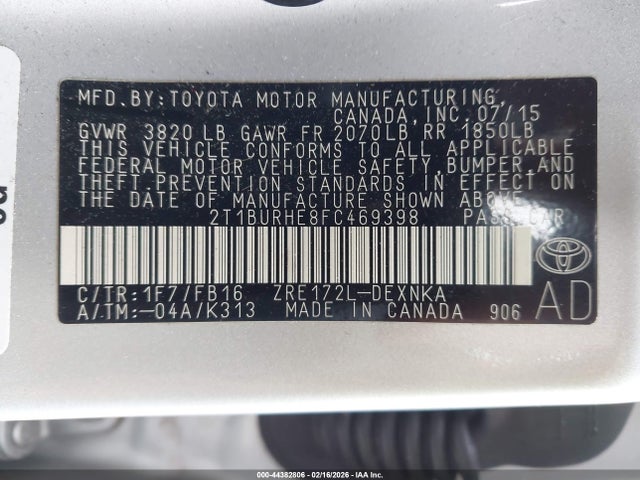 MFD.BY:TOYOTA MOTOR MANUFACTURING,
CANADA,INC.07/15
GVWR 3820 LB GAWR FR 2070LB,RR 1850LB
THIS VEHICLE CONFORMS TO ALL APPLICABLE
FEDERAL MOTOR VEHICLE SAFETY,BUMPER,AND
THEFT PREVENTION STANDARDS IN EFFECT ON
THE DATE OF MANUFACTURE SHOWN ABOVE.
2T1BURHE8FC469398 PASS.CAR
C/TR:1F7/FB16 ZRE172L-DEXNKA
A/TM:-04A/K313 MADE IN CANADA 906
AD
000-44382806 - 02/16/2026 - IAA Inc.